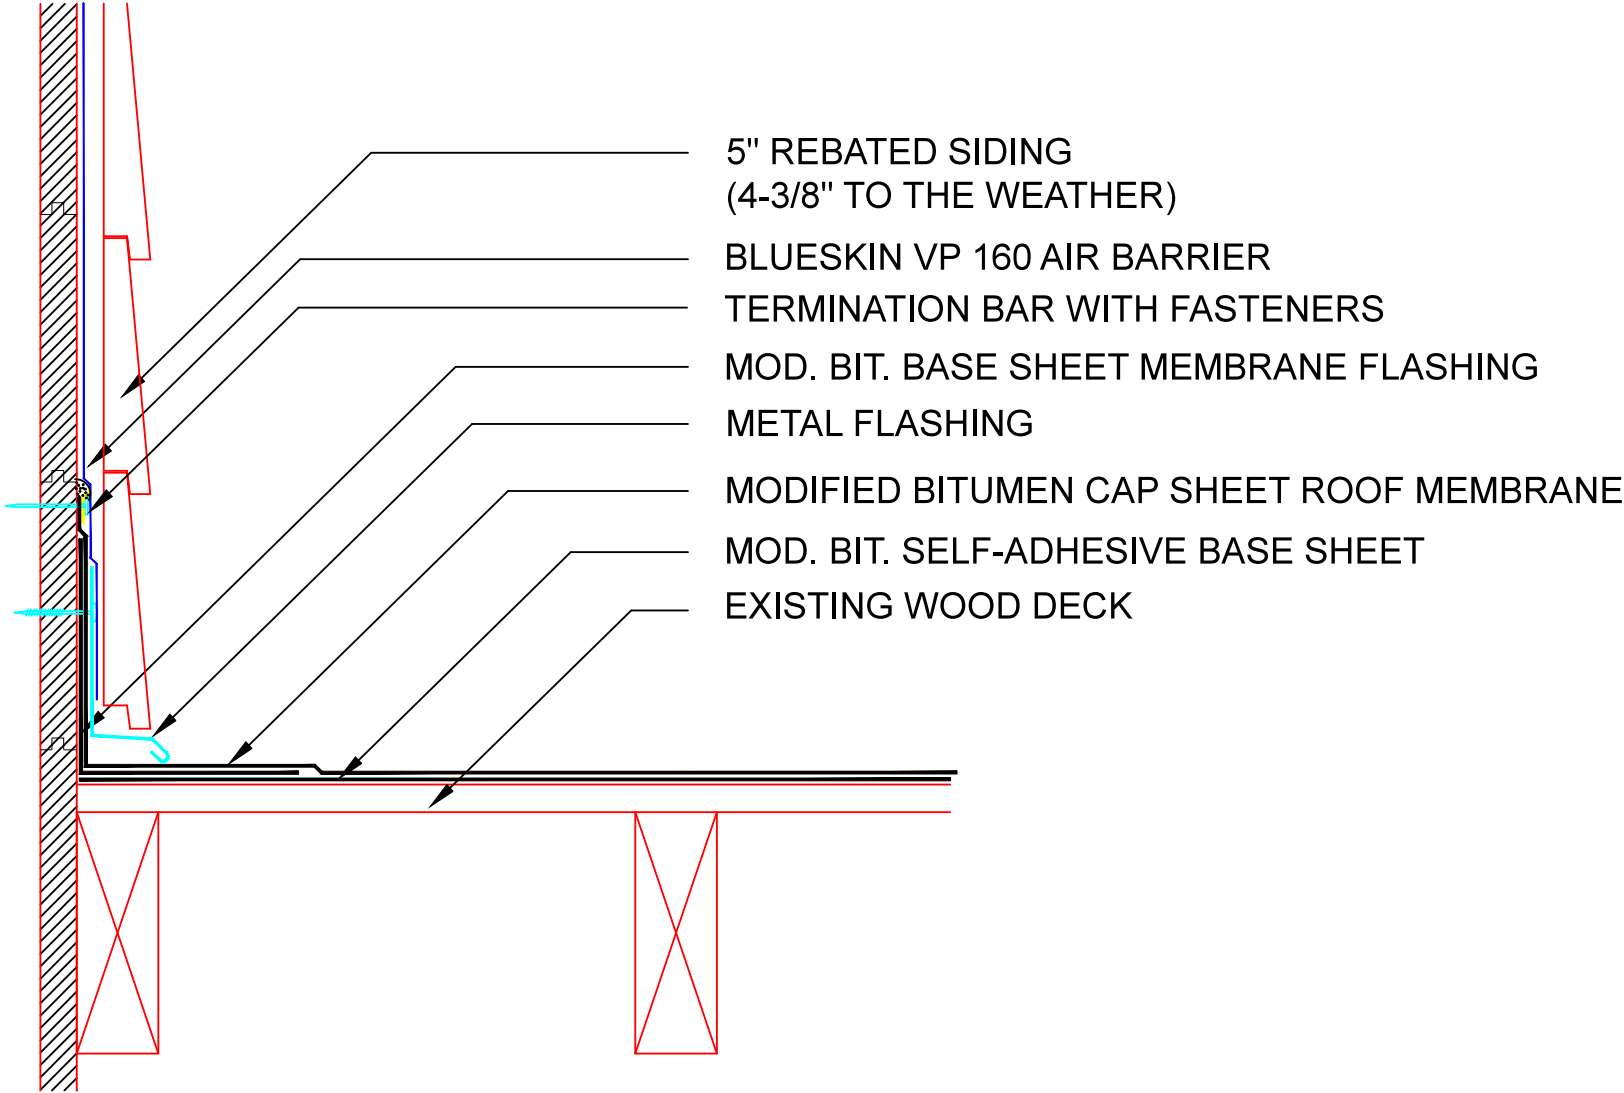 5" REBATED SIDING
(4-3/8" TO THE WEATHER)
BLUESKIN VP 160 AIR BARRIER
TERMINATION BAR WITH FASTENERS
MOD. BIT. BASE SHEET MEMBRANE FLASHING
METAL FLASHING
MODIFIED BITUMEN CAP SHEET ROOF MEMBRANE
MOD. BIT. SELF-ADHESIVE BASE SHEET
EXISTING WOOD DECK